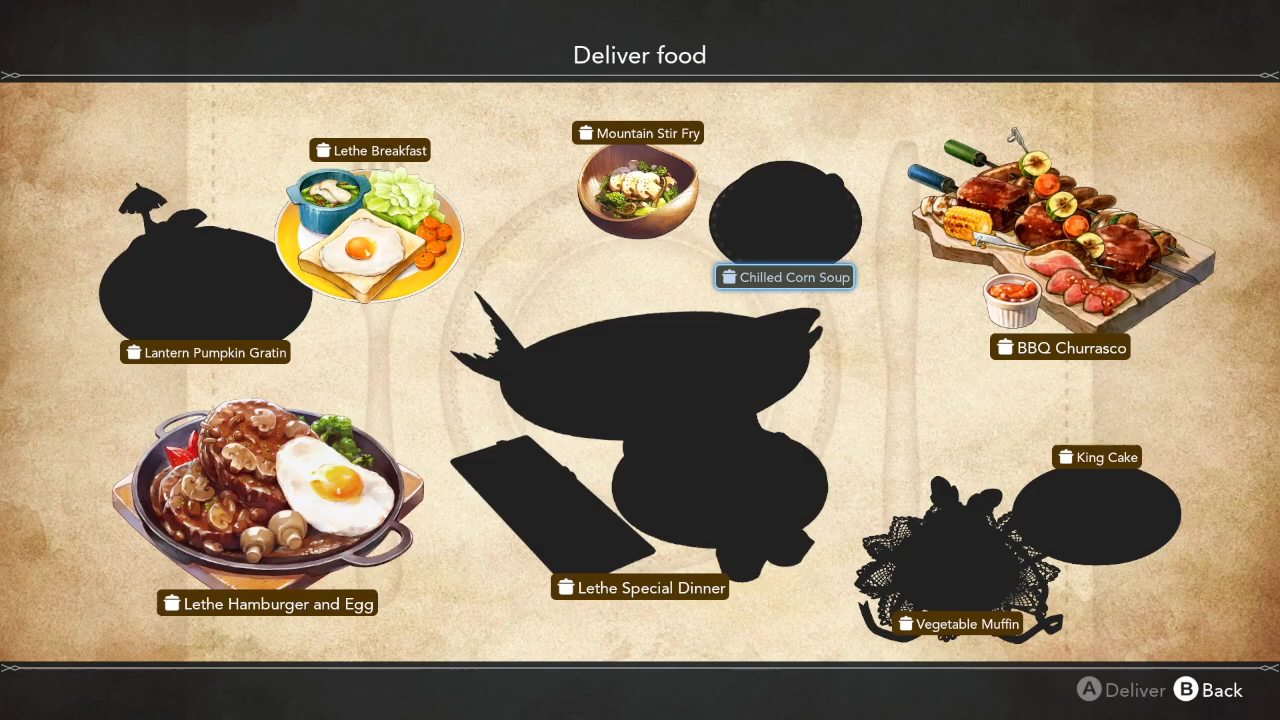 Deliver food
Mountain Stir Fry
Lethe Breakfast
Chilled Corn Soup
BBQ Churrasco
Lantern Pumpkin Gratin
King Cake
Lethe Special Dinner
Lethe Hamburger and Egg
Vegetable Muffin
A Deliver B Back